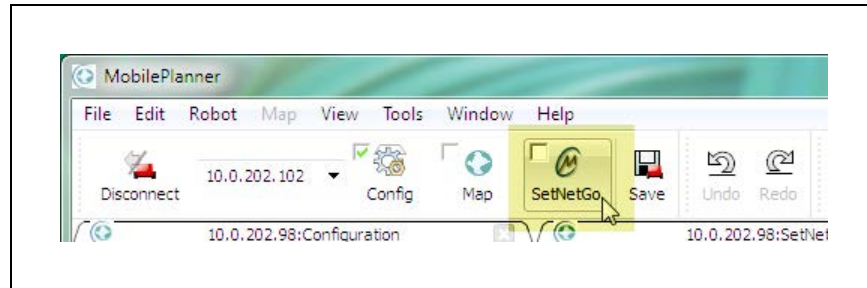 MobilePlanner
File Edit Robot Map View Tools Window Help
10.0.202.102
Disconnect Config Map SetNetGo Save Undo Redo
10.0.202.98:Configuration 10.0.202.98:SetNet